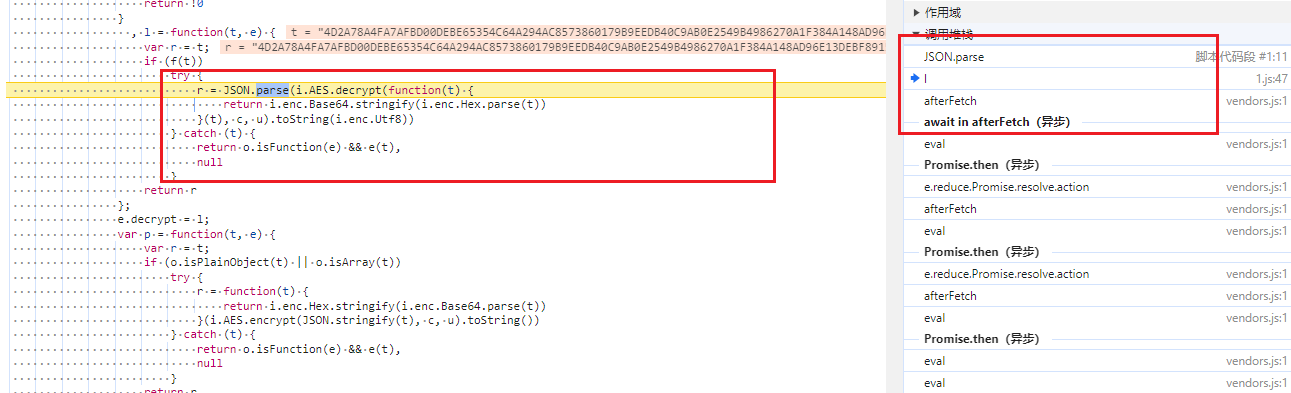 return !0
}
, l = function(t, e) { t = "4D2A78A4FA7AFBD00DEBE65354C64A294AC8573860179B9EEDB40C9AB0E2549B4986270A1F384A148AD96
var r = t; r = "4D2A78A4FA7AFBD00DEBE65354C64A294AC8573860179B9EEDB40C9AB0E2549B4986270A1F384A148AD96E13DEBF891
if (f(t))
try {
r = JSON.parse(i.AES.decrypt(function(t) {
return i.enc.Base64.stringify(i.enc.Hex.parse(t))
}(t), c, u).toString(i.enc.Utf8))
} catch (t) {
return o.isFunction(e) && e(t),
null
}
return r
};
e.decrypt = l;
var p = function(t, e) {
var r = t;
if (o.isPlainObject(t) || o.isArray(t))
try {
r = function(t) {
return i.enc.Hex.stringify(i.enc.Base64.parse(t))
}(i.AES.encrypt(JSON.stringify(t), c, u).toString())
} catch (t) {
return o.isFunction(e) && e(t),
null
}
return r
作用域
调用堆栈
JSON.parse 脚本代码段 #1:11
l 1.js:47
afterFetch vendors.js:1
await in afterFetch（异步）
eval vendors.js:1
Promise.then（异步）
e.reduce.Promise.resolve.action vendors.js:1
afterFetch vendors.js:1
eval vendors.js:1
Promise.then（异步）
e.reduce.Promise.resolve.action vendors.js:1
afterFetch vendors.js:1
eval vendors.js:1
Promise.then（异步）
eval vendors.js:1
eval vendors.js:1